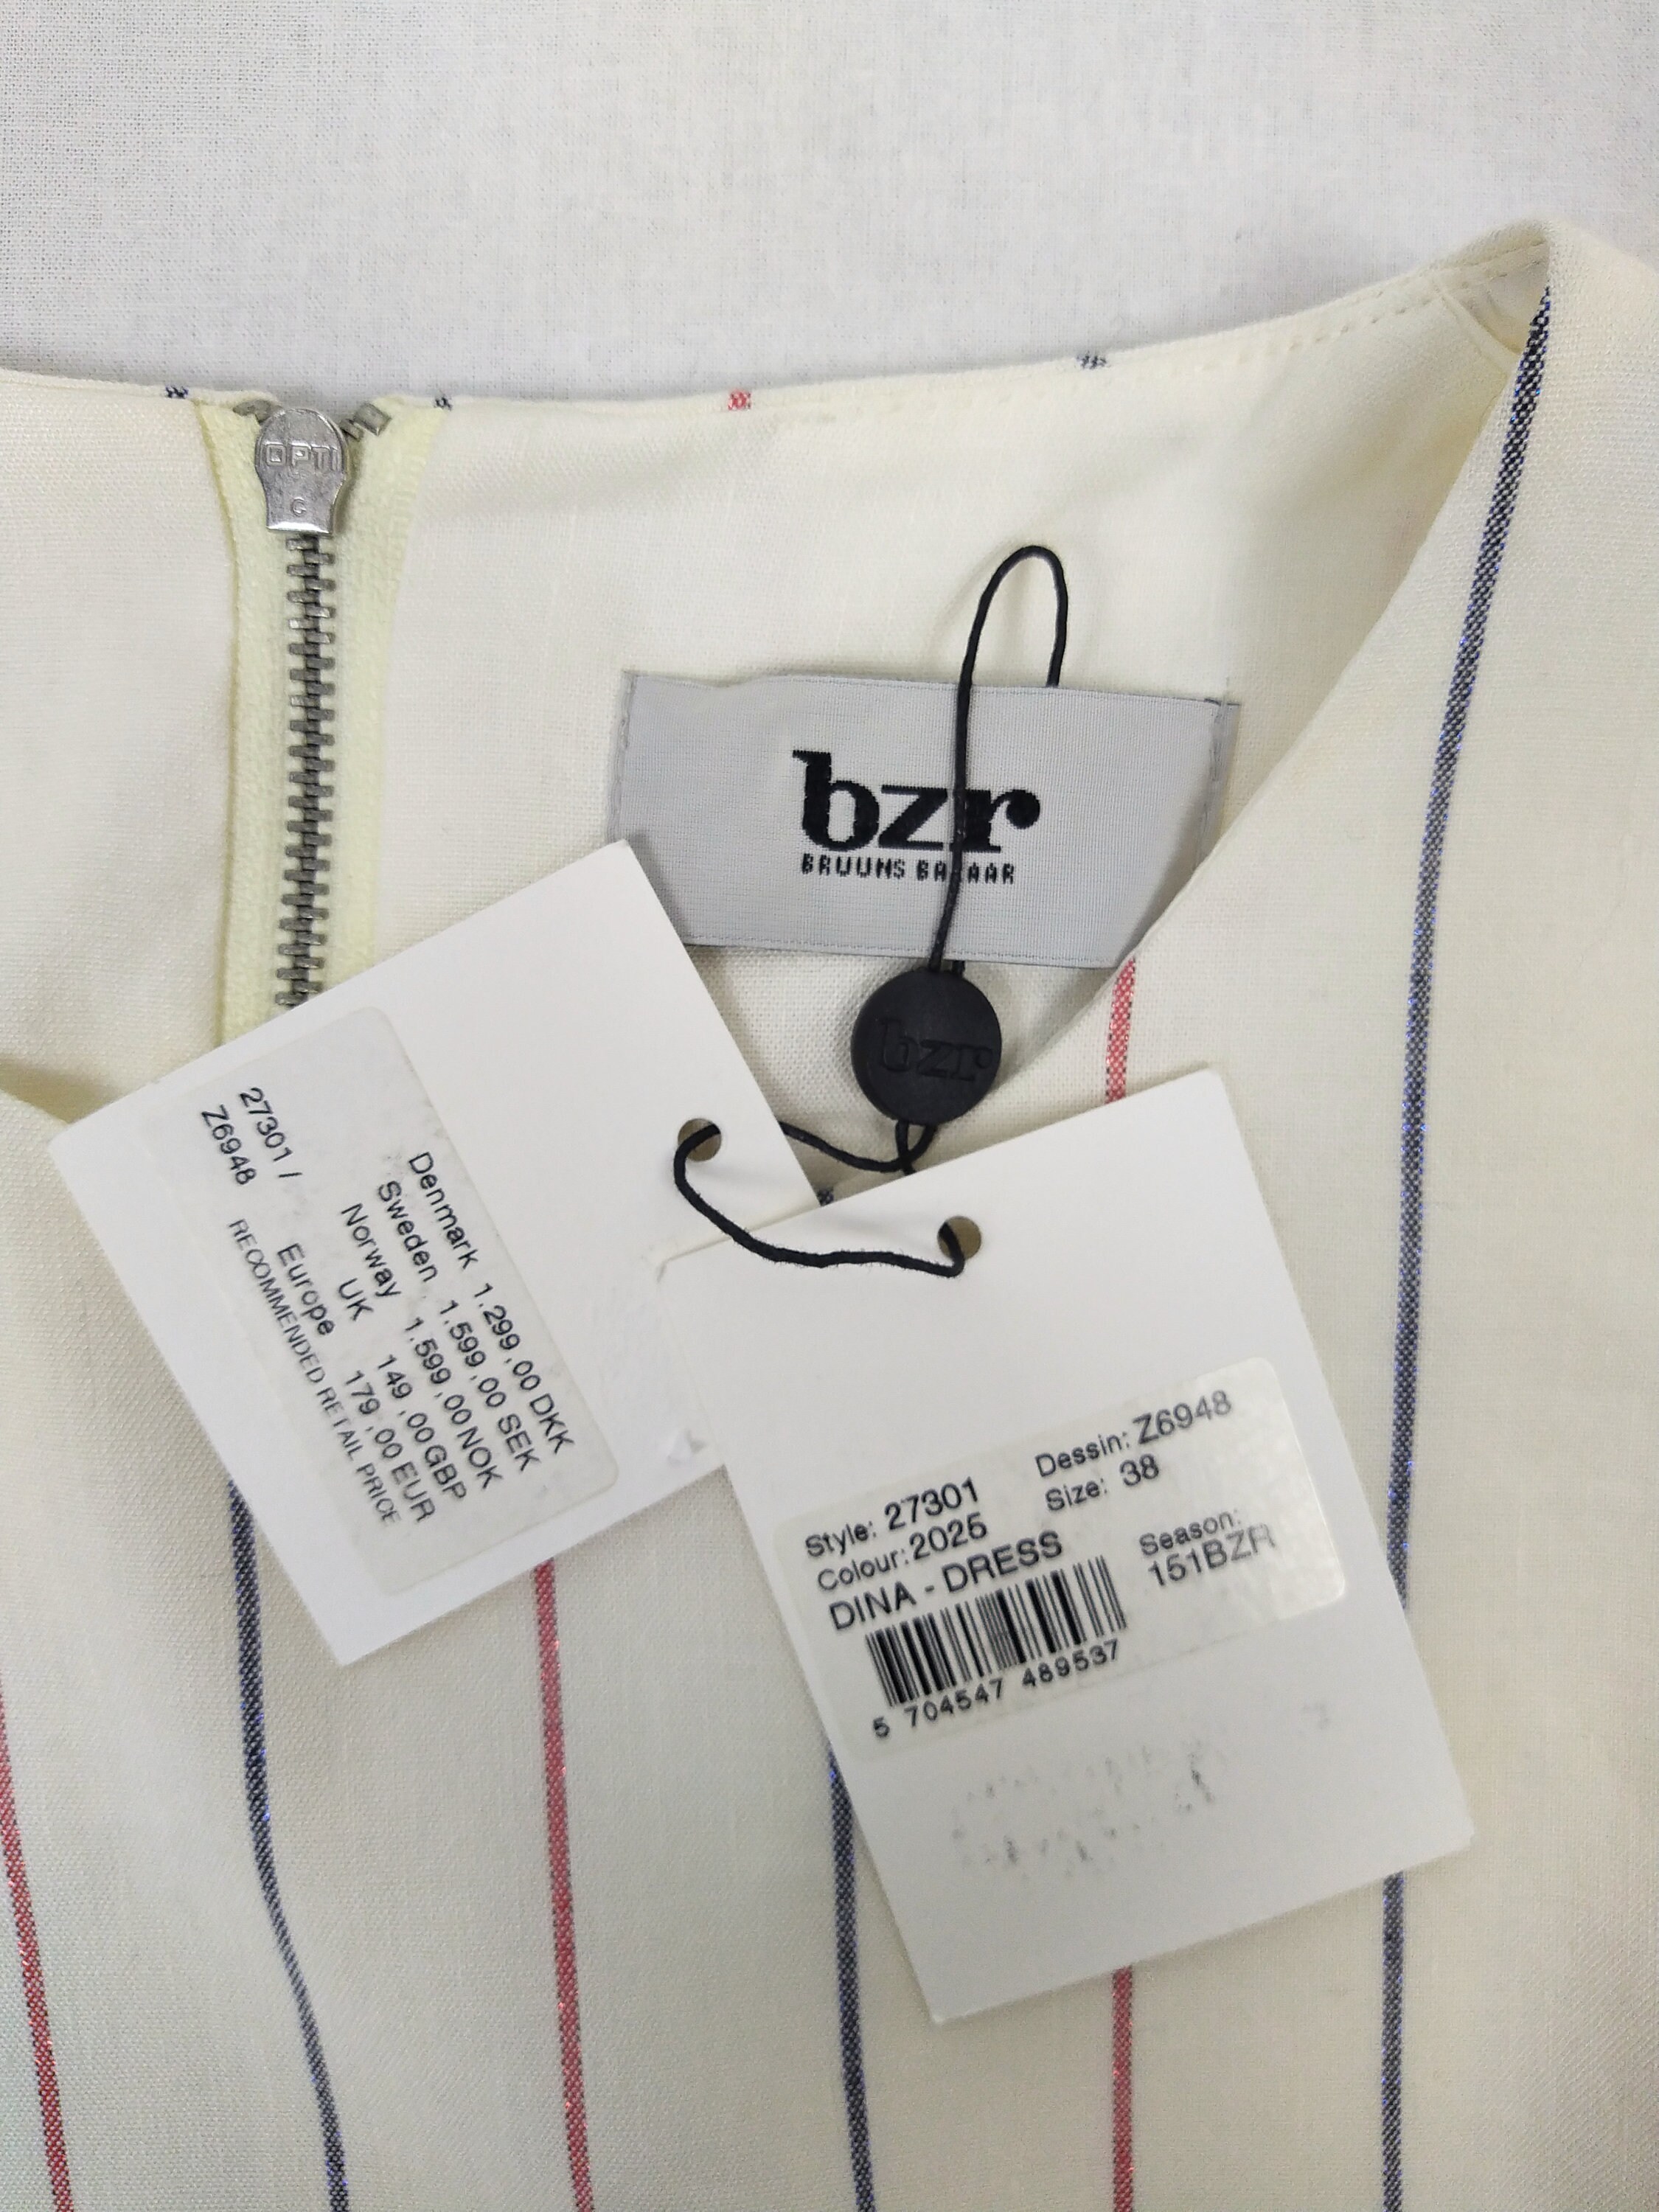 OPTI
G
bzr
BRUUNS BAZAAR
bzr
Denmark 1.299,00 DKK
Sweden 1.599,00 SEK
Norway 1.599,00 NOK
UK 149,00 GBP
27301 / Europe 179,00 EUR
Z6948 RECOMMENDED RETAIL PRICE
Style: 27301 Dessin: Z6948
Colour: 2025 Size: 38
DINA - DRESS Season:
151BZR
5 704547 489537